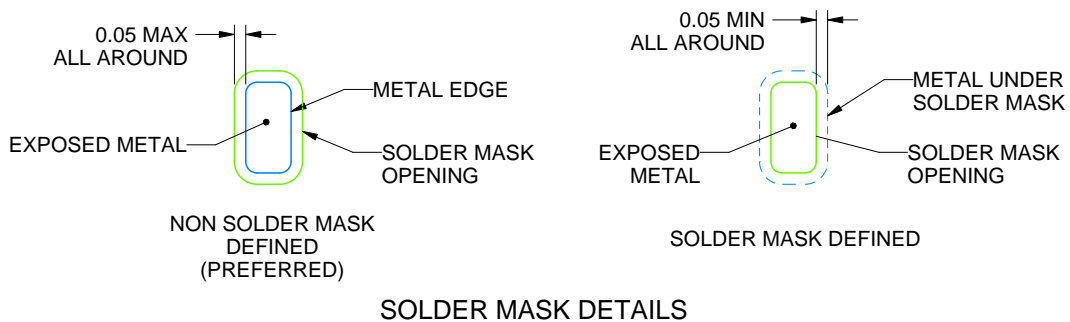 0.05 MAX
ALL AROUND
METAL EDGE
EXPOSED METAL
SOLDER MASK
OPENING
NON SOLDER MASK
DEFINED
(PREFERRED)
0.05 MIN
ALL AROUND
METAL UNDER
SOLDER MASK
EXPOSED
METAL
SOLDER MASK
OPENING
SOLDER MASK DEFINED
SOLDER MASK DETAILS